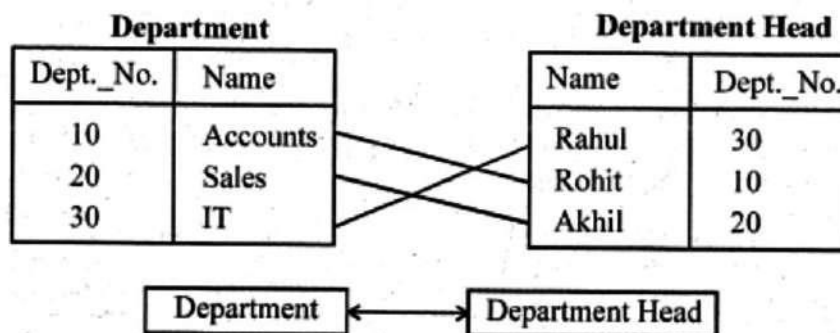 Department Department Head
Dept._No. Name Name Dept._No.
10 Accounts Rahul 30
20 Sales Rohit 10
30 IT Akhil 20
Department Department Head